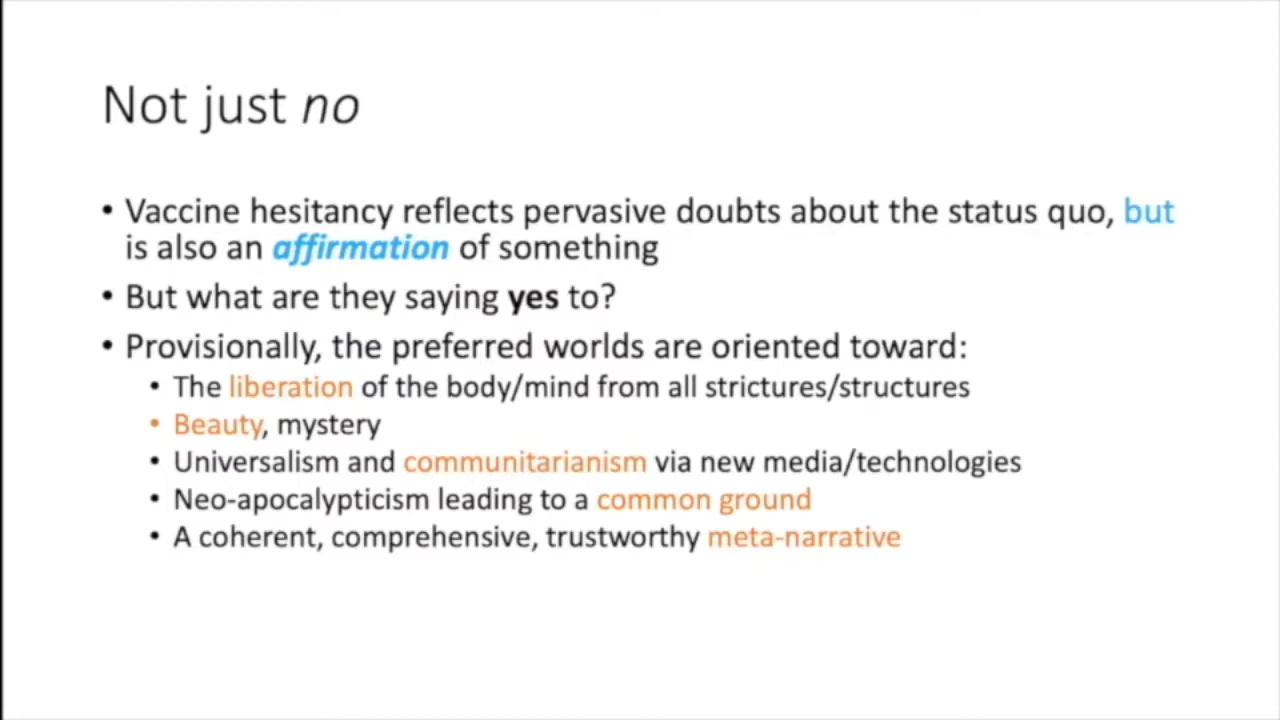 Not just no
• Vaccine hesitancy reflects pervasive doubts about the status quo, but
is also an affirmation of something
• But what are they saying yes to?
• Provisionally, the preferred worlds are oriented toward:
• The liberation of the body/mind from all strictures/structures
• Beauty, mystery
• Universalism and communitarianism via new media/technologies
• Neo-apocalypticism leading to a common ground
• A coherent, comprehensive, trustworthy meta-narrative